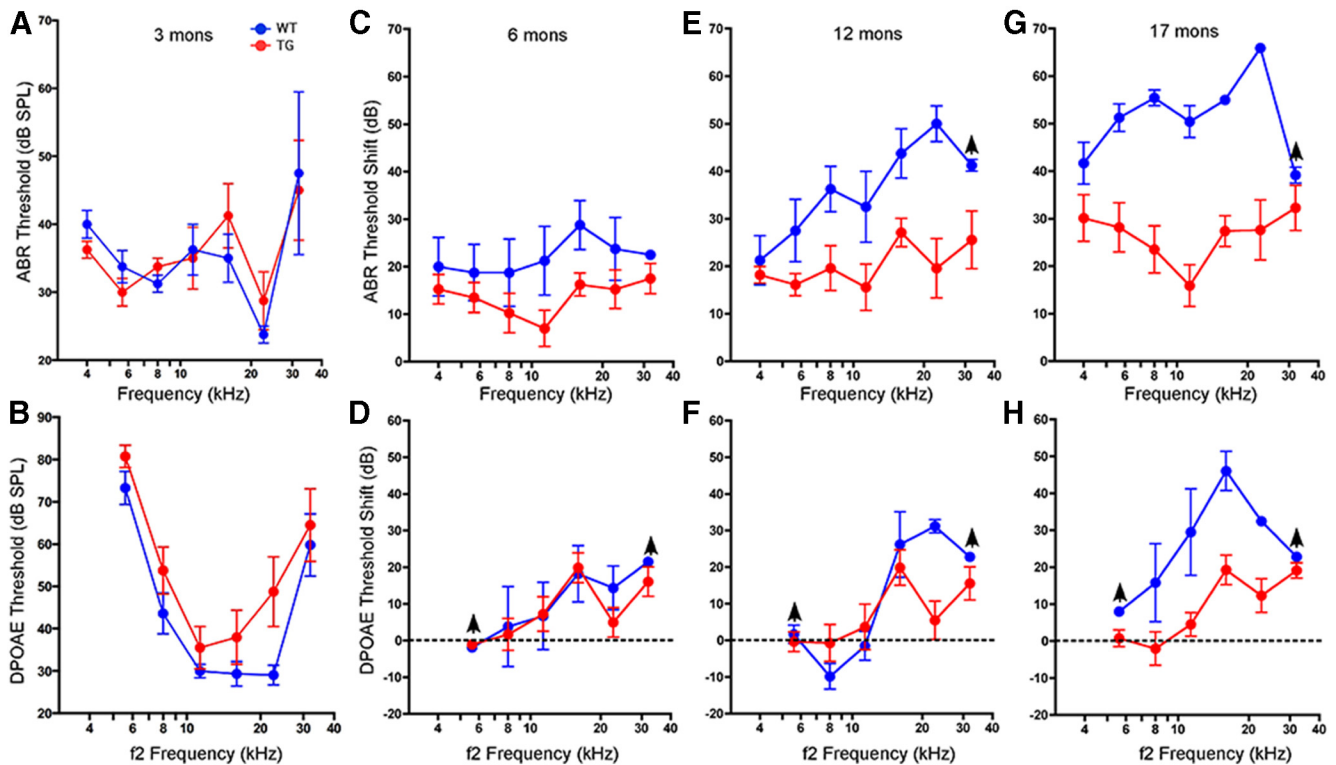 A
3 mons
WT
TG
70
60
50
40
30
20
ABR Threshold (dB SPL)
4 6 8 10 20 30 40
Frequency (kHz)
C
6 mons
70
60
50
40
30
20
10
0
ABR Threshold Shift (dB)
4 6 8 10 20 30 40
Frequency (kHz)
E
12 mons
70
60
50
40
30
20
10
0
4 6 8 10 20 30 40
Frequency (kHz)
G
17 mons
70
60
50
40
30
20
10
0
4 6 8 10 20 30 40
Frequency (kHz)
B
90
80
70
60
50
40
30
20
DPOAE Threshold (dB SPL)
4 6 8 10 20 30 40
f2 Frequency (kHz)
D
60
50
40
30
20
10
0
-10
-20
DPOAE Threshold Shift (dB)
4 6 8 10 20 30 40
f2 Frequency (kHz)
F
60
50
40
30
20
10
0
-10
-20
4 6 8 10 20 30 40
f2 Frequency (kHz)
H
60
50
40
30
20
10
0
-10
-20
4 6 8 10 20 30 40
f2 Frequency (kHz)